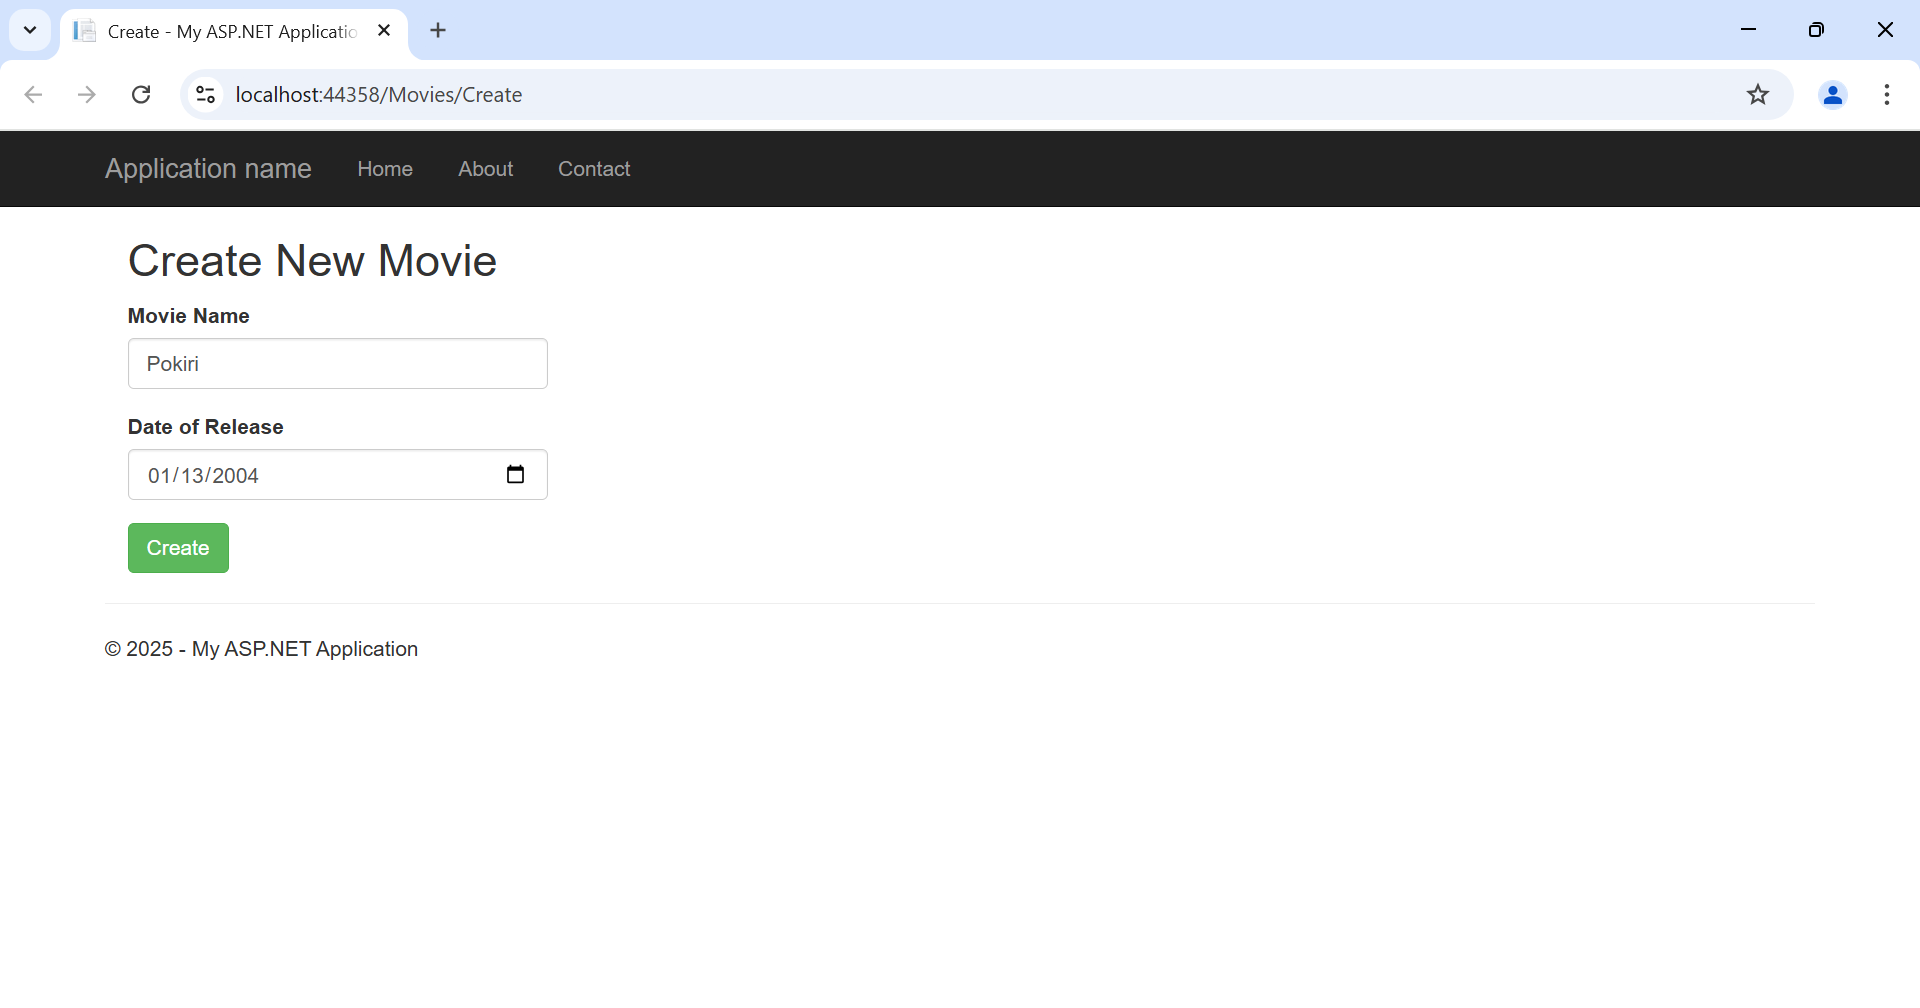 Create - My ASP.NET Applicatio
localhost:44358/Movies/Create
Application name Home About Contact
Create New Movie
Movie Name
Pokiri
Date of Release
01/13/2004
Create
© 2025 - My ASP.NET Application